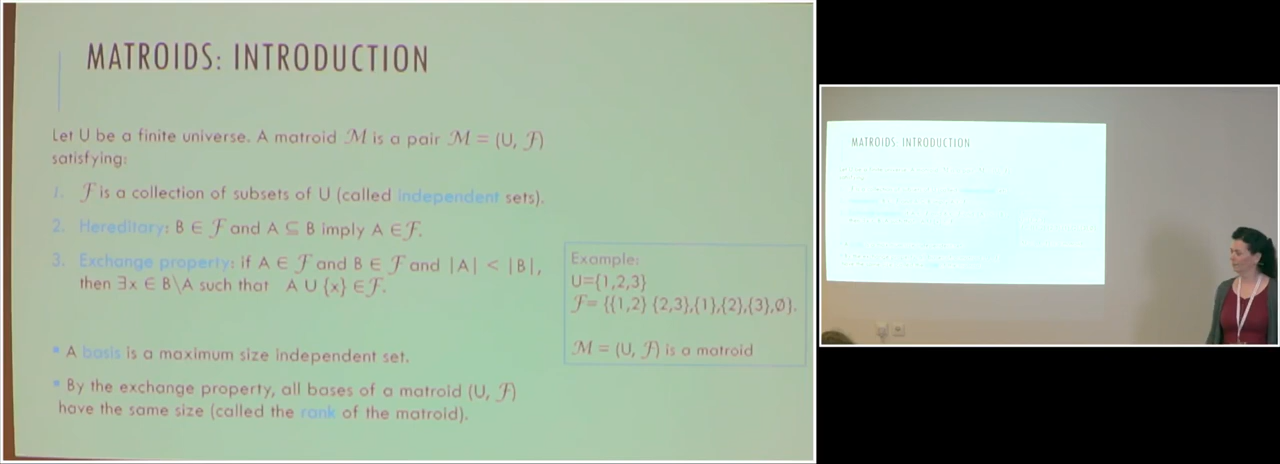 MATROIDS: INTRODUCTION
Let U be a finite universe. A matroid ℳ is a pair ℳ = (U, ℱ)
satisfying:
1. ℱ is a collection of subsets of U (called independent sets).
2. Hereditary: B ∈ ℱ and A ⊆ B imply A ∈ℱ.
3. Exchange property: if A ∈ ℱ and B ∈ ℱ and |A| < |B|,
then ∃x ∈ B\A such that A U {x} ∈ℱ.
▪ A basis is a maximum size independent set.
▪ By the exchange property, all bases of a matroid (U, ℱ)
have the same size (called the rank of the matroid).
Example:
U={1,2,3}
ℱ= {{1,2} {2,3},{1},{2},{3},∅}.
ℳ = (U, ℱ) is a matroid
MATROIDS: INTRODUCTION